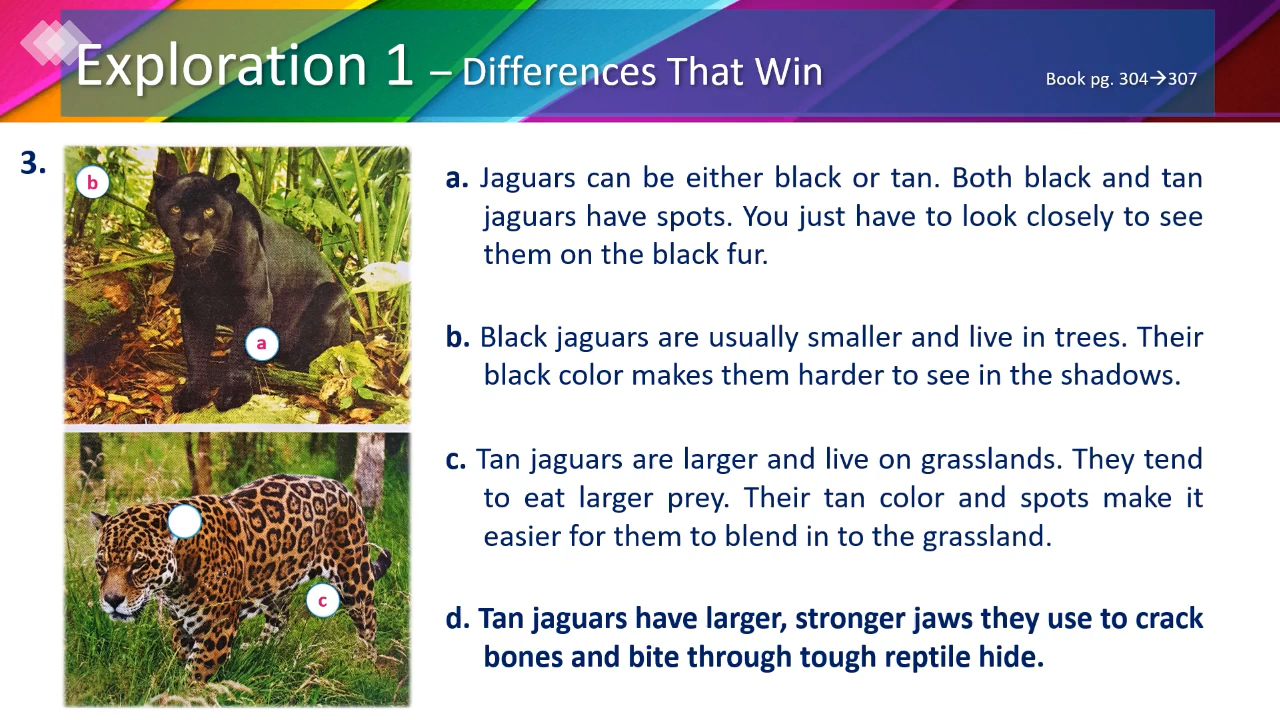 Exploration 1 – Differences That Win
Book pg. 304→307
3.
b
a
c
a. Jaguars can be either black or tan. Both black and tan
jaguars have spots. You just have to look closely to see
them on the black fur.
b. Black jaguars are usually smaller and live in trees. Their
black color makes them harder to see in the shadows.
c. Tan jaguars are larger and live on grasslands. They tend
to eat larger prey. Their tan color and spots make it
easier for them to blend in to the grassland.
d. Tan jaguars have larger, stronger jaws they use to crack
bones and bite through tough reptile hide.